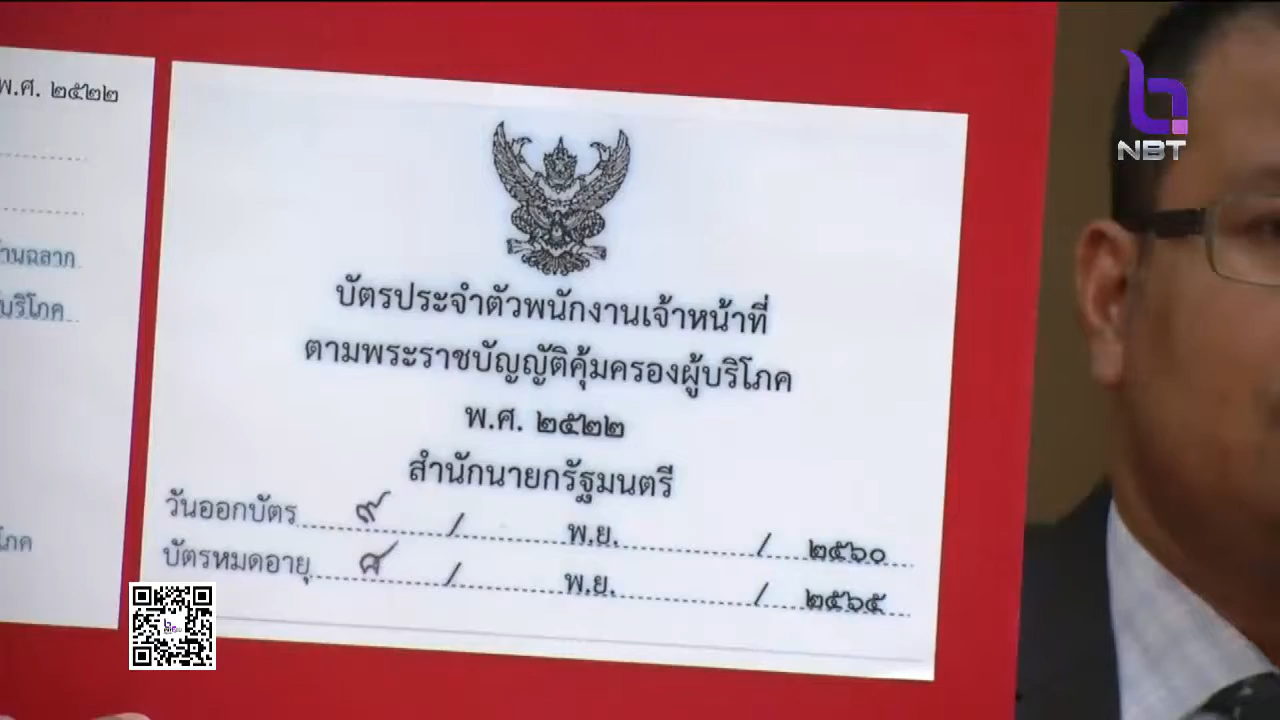 พ.ศ. ๒๕๒๒
บริโภค
บัตรประจำตัวพนักงานเจ้าหน้าที่
ตามพระราชบัญญัติคุ้มครองผู้บริโภค
พ.ศ. ๒๕๒๒
สำนักนายกรัฐมนตรี
วันออกบัตร ๙ / พ.ย. / ๒๕๖๐
บัตรหมดอายุ ๘ / พ.ย. / ๒๕๖๕
NBT